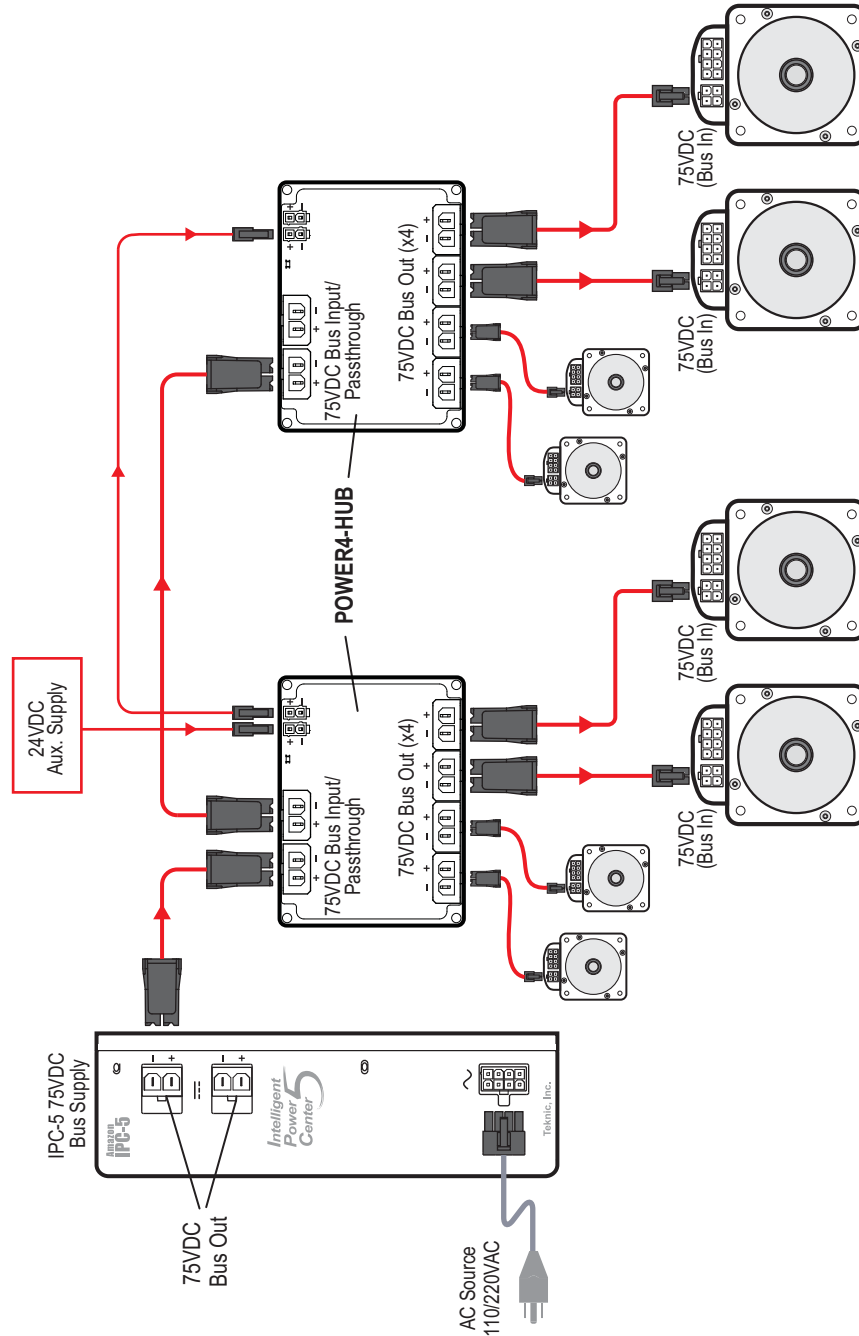 IPC-5 75VDC
Bus Supply
Amazon
IPC-5
- +
- +
75VDC
Bus Out
Intelligent
Power
Center
5
Teknic, Inc.
AC Source
110/220VAC
24VDC
Aux. Supply
POWER4-HUB
75VDC Bus Input/
Passthrough
+ -
+ -
+ -
75VDC Bus Out (x4)
- +
- +
- +
- +
75VDC Bus Input/
Passthrough
+ -
+ -
+ -
+ -
75VDC Bus Out (x4)
- +
- +
- +
- +
75VDC
(Bus In)
75VDC
(Bus In)
75VDC
(Bus In)
75VDC
(Bus In)